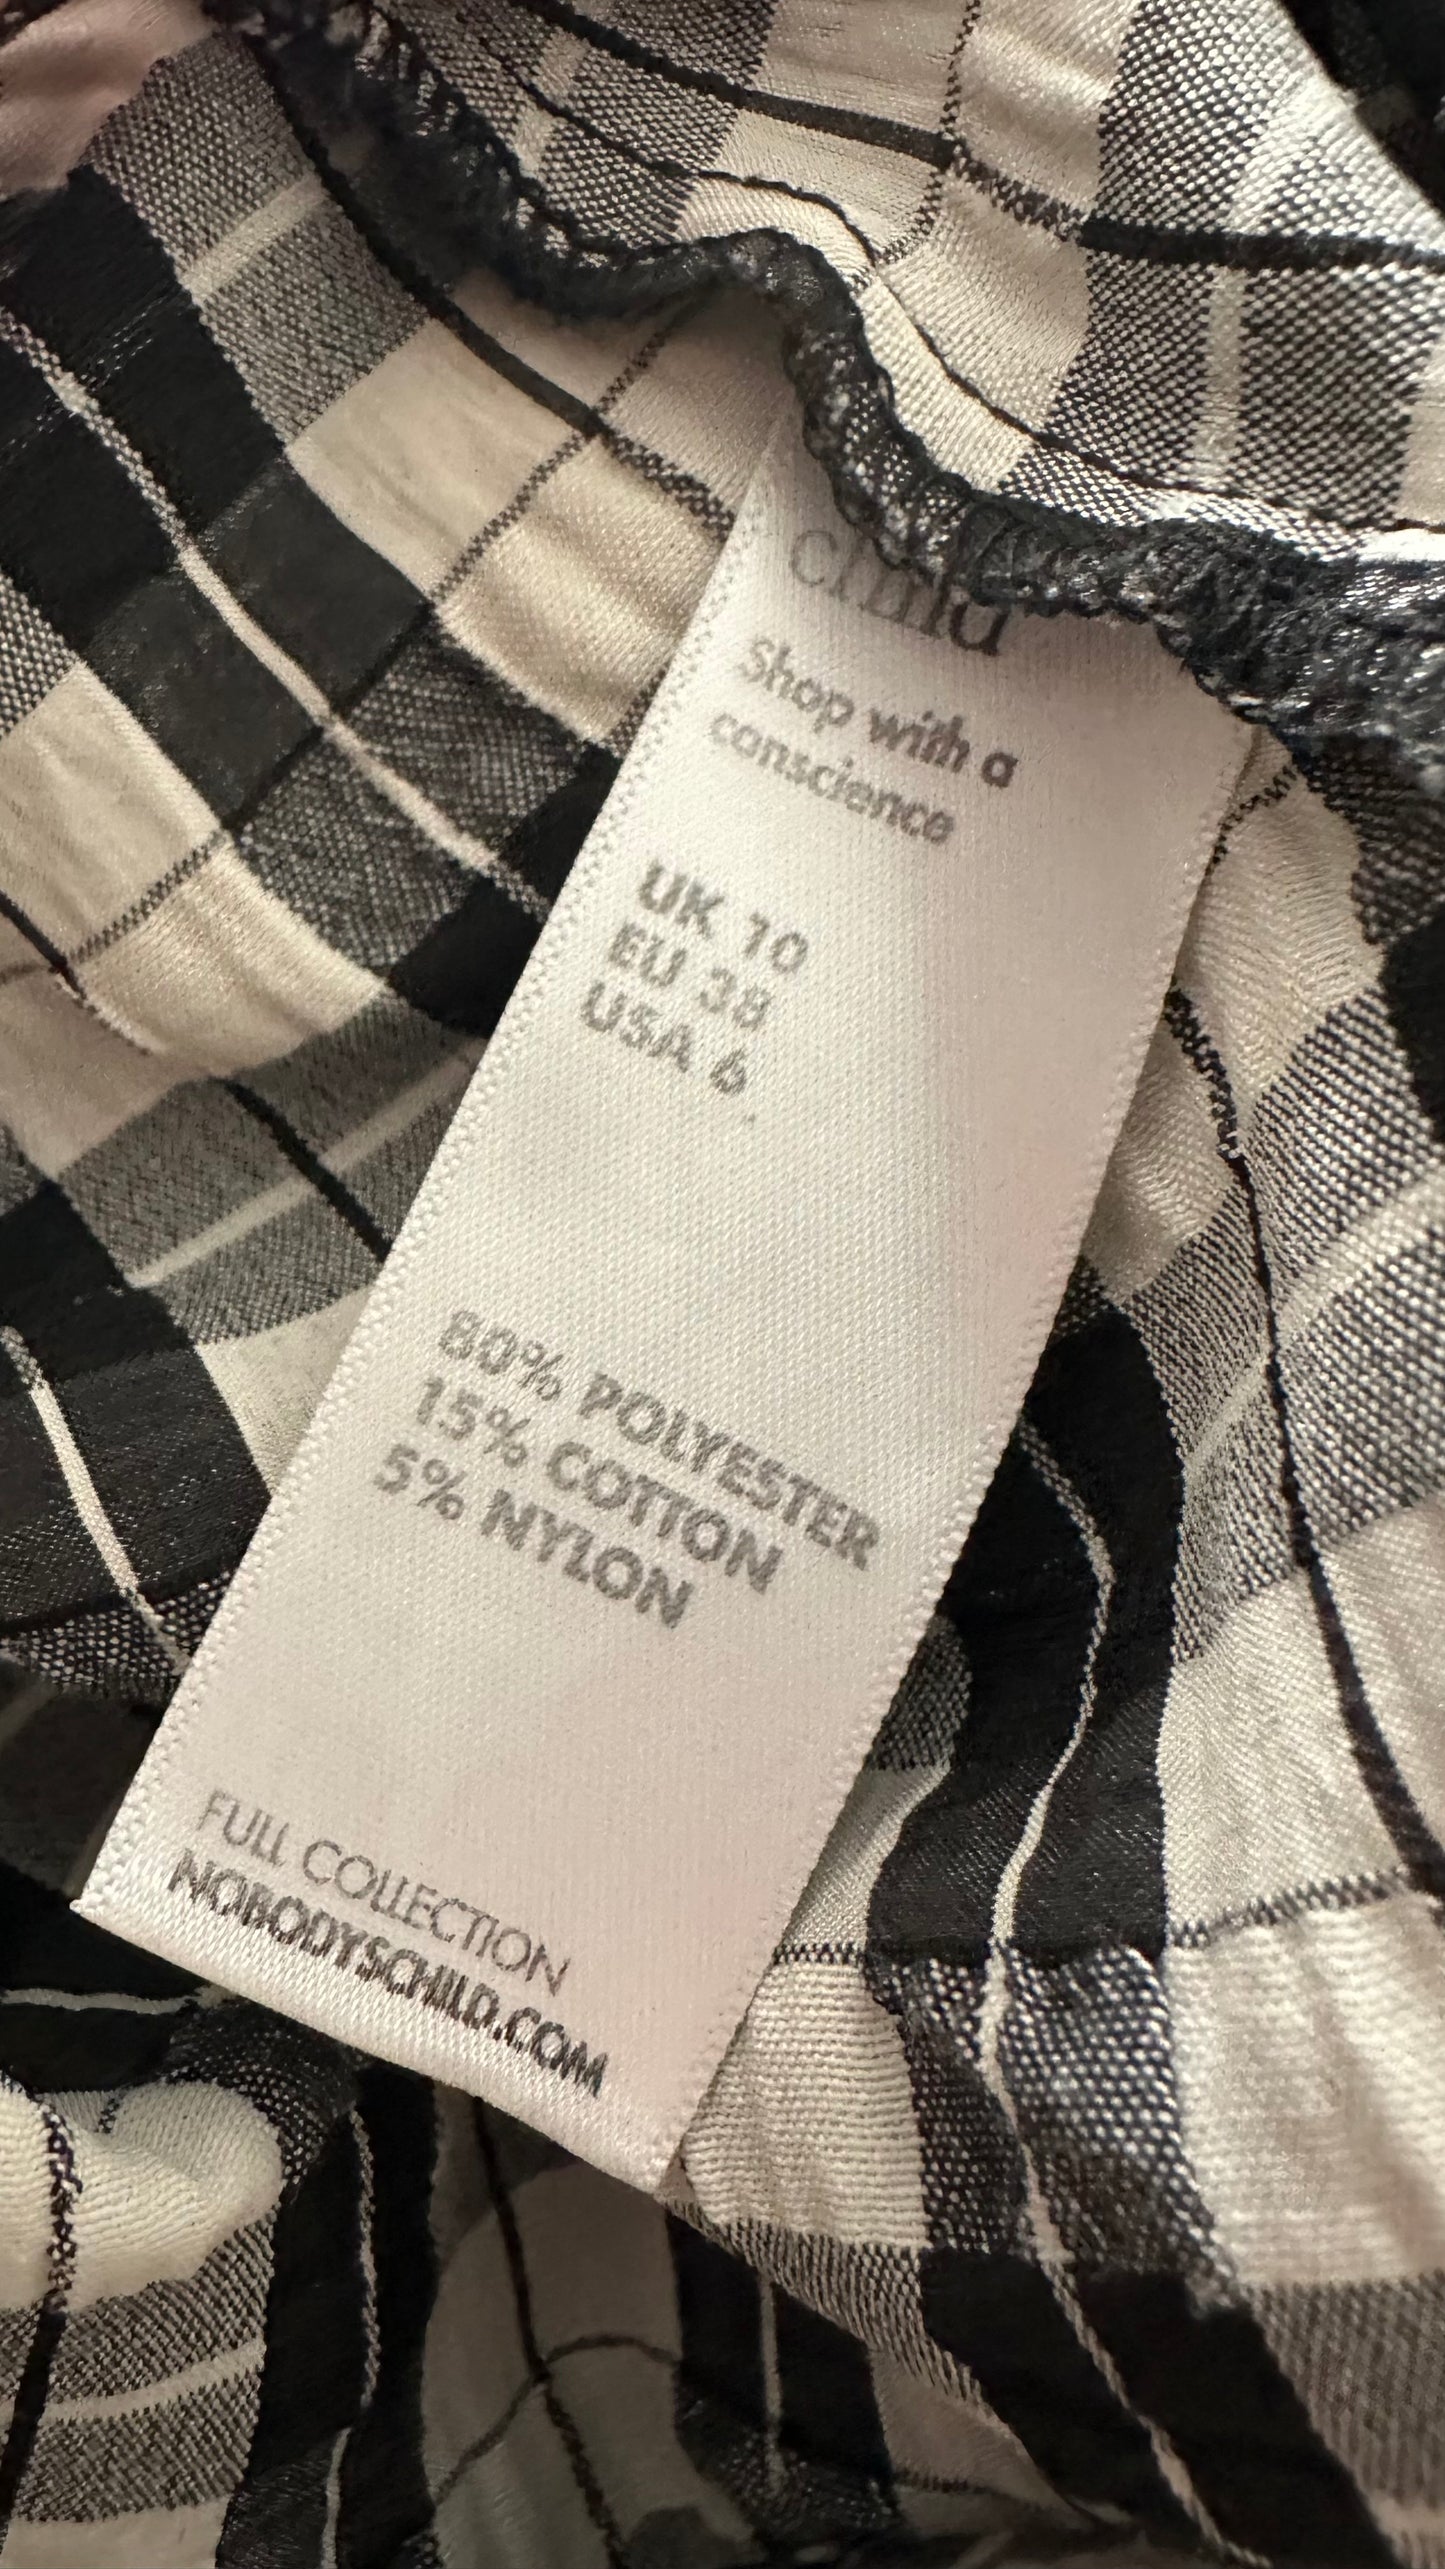 child
Shop with a
conscience
UK 10
EU 38
USA 6
80% POLYESTER
15% COTTON
5% NYLON
FULL COLLECTION
NOBODYSCHILD.COM